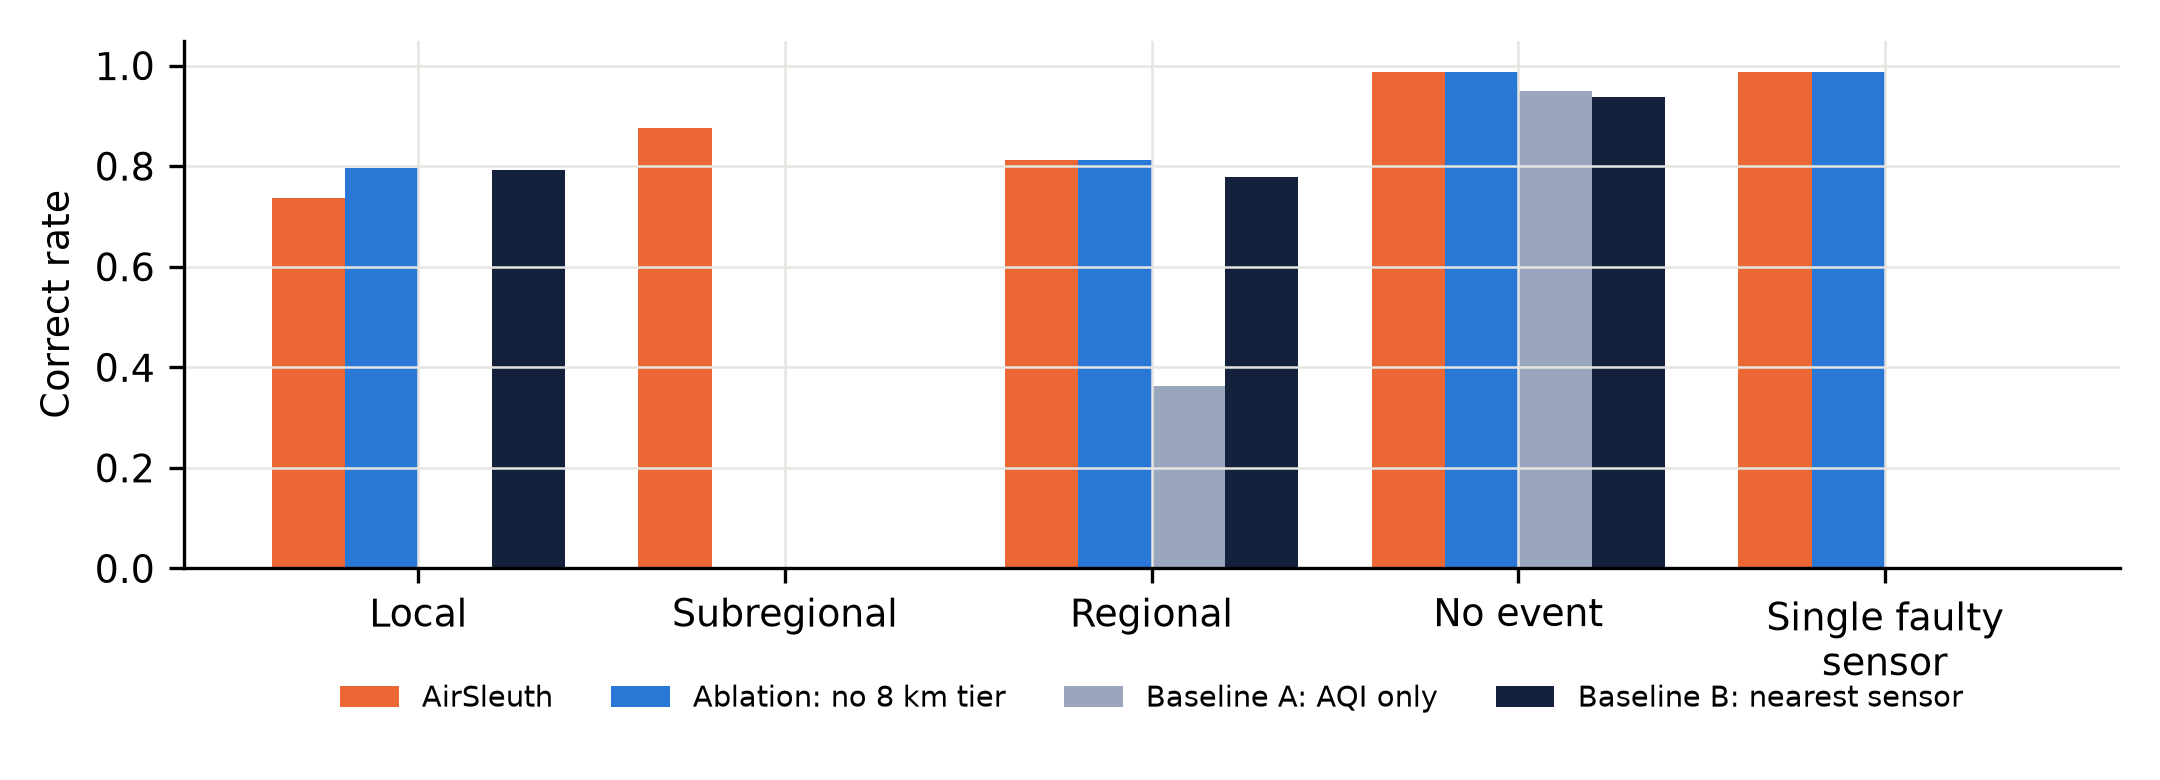 1.0
0.8
0.6
0.4
0.2
0.0
Correct rate
Local
Subregional
Regional
No event
Single faulty
sensor
AirSleuth
Ablation: no 8 km tier
Baseline A: AQI only
Baseline B: nearest sensor